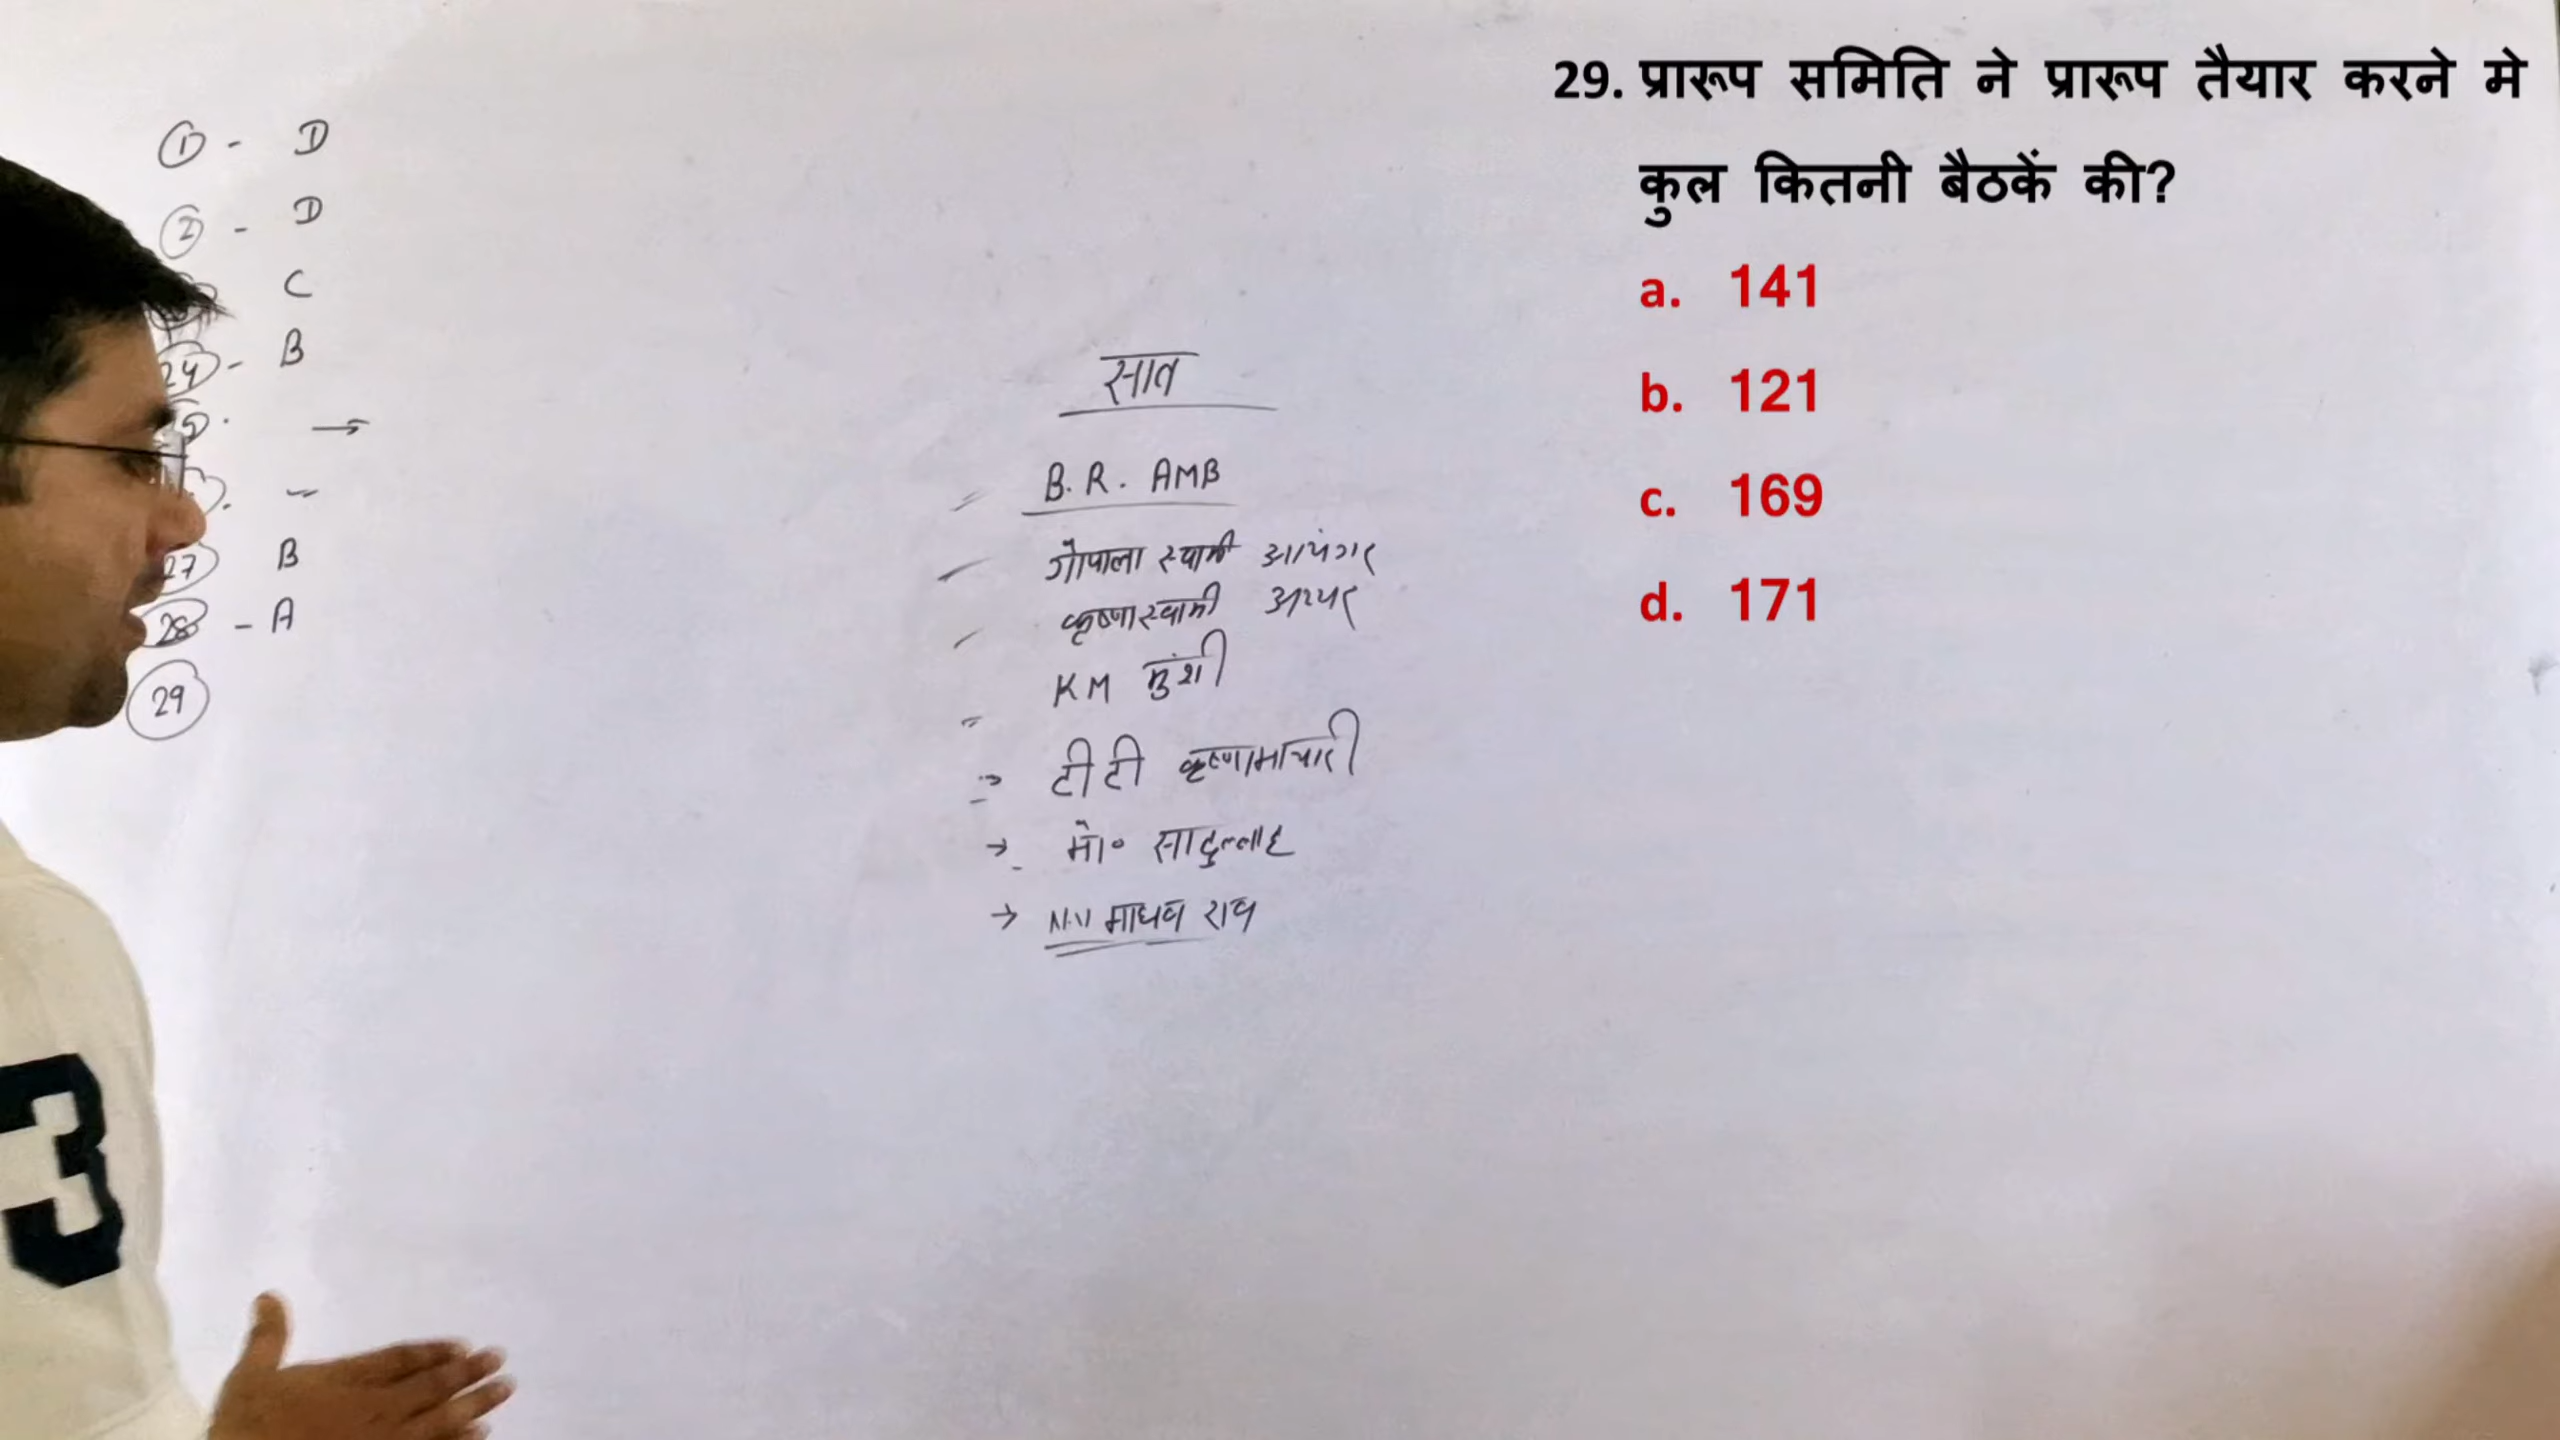 29. प्रारूप समिति ने प्रारूप तैयार करने मे
कुल कितनी बैठकें की?
a. 141
b. 121
c. 169
d. 171
① - D
② - D
C
24 - B
→
27 B
28 - A
29
सात
B. R. AMB
गोपाला स्वामी आयंगर
कृष्णास्वामी अय्यर
KM मुंशी
टी टी कृष्णामाचारी
→ मो० सादुल्लाह
→ N.V माधव राव
3